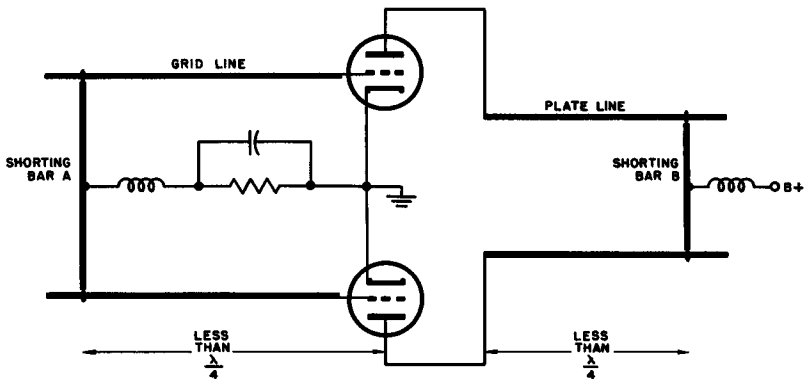 GRID LINE
PLATE LINE
SHORTING
BAR A
SHORTING
BAR B
B+
LESS
THAN
λ
4
LESS
THAN
λ
4